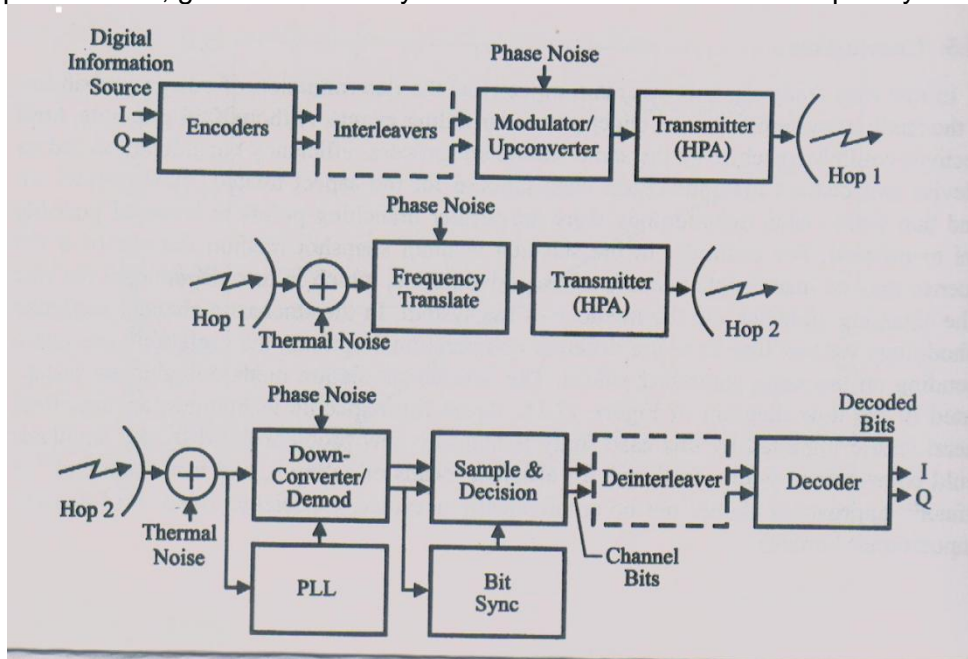 Digital
Information
Source
I
Q
Encoders
Interleavers
Phase Noise
Modulator/
Upconverter
Transmitter
(HPA)
Hop 1
Phase Noise
Hop 1
Thermal Noise
Frequency
Translate
Transmitter
(HPA)
Hop 2
Phase Noise
Hop 2
Thermal
Noise
Down-
Converter/
Demod
PLL
Sample &
Decision
Bit
Sync
Channel
Bits
Deinterleaver
Decoder
Decoded
Bits
I
Q